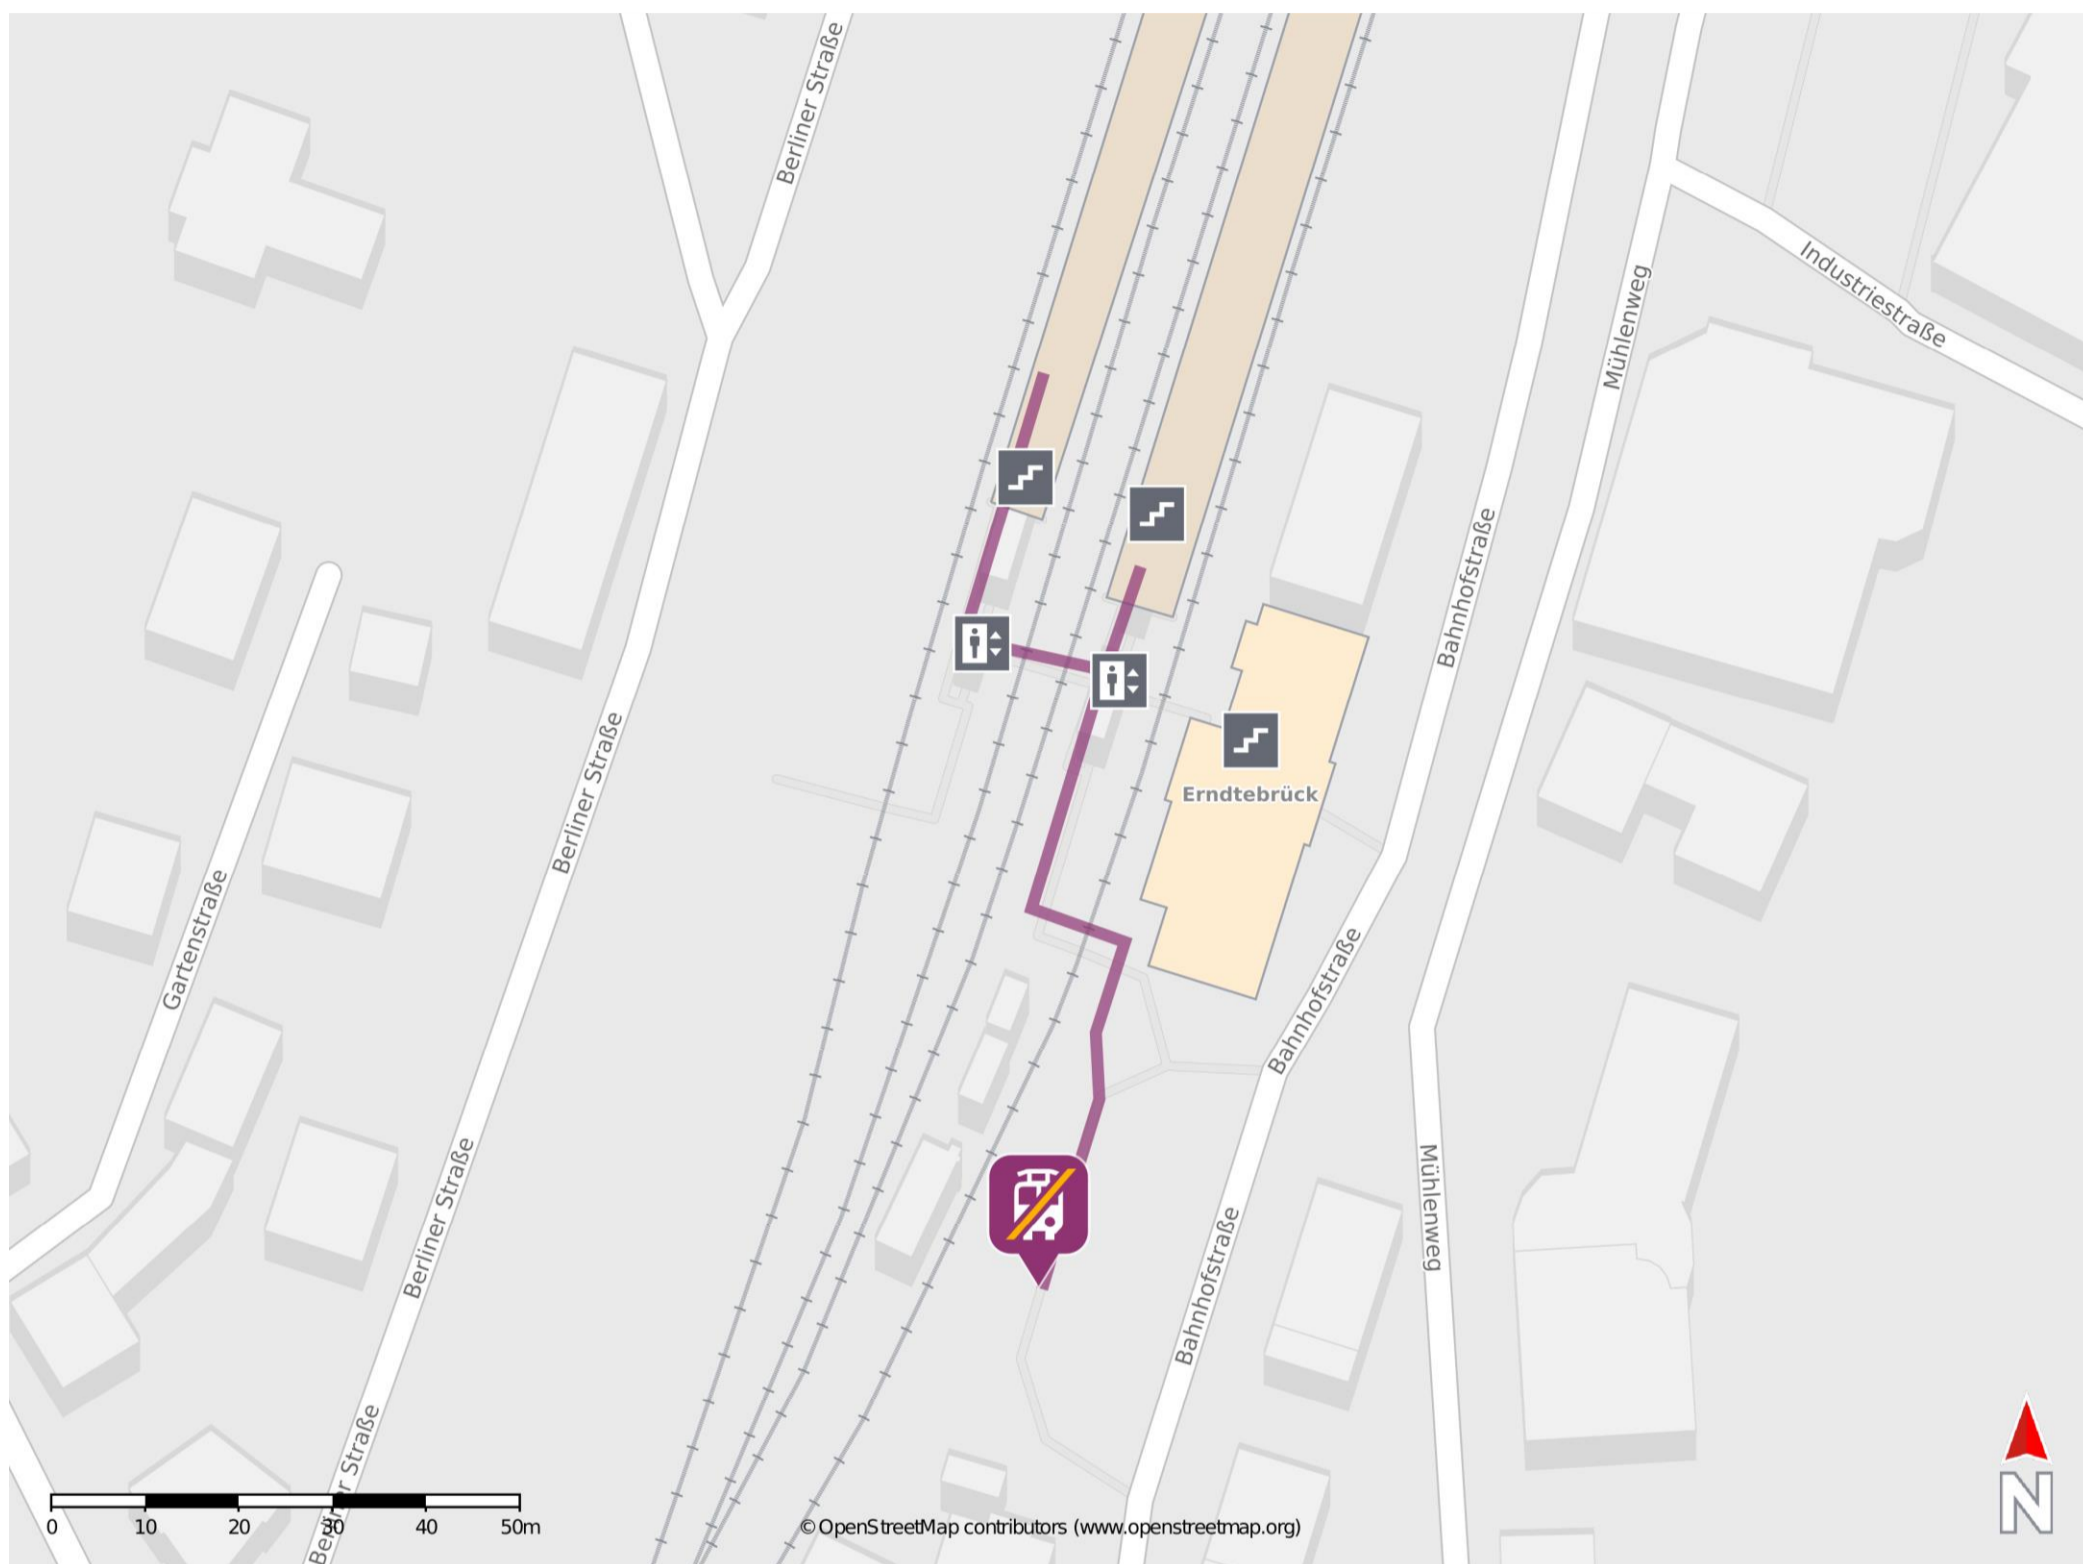 Berliner Straße
Industriestraße
Mühlenweg
Bahnhofstraße
Berliner Straße
Erndtebrück
Gartenstraße
Bahnhofstraße
Berliner Straße
Mühlenweg
Bahnhofstraße
Berliner Straße
0 10 20 30 40 50m
© OpenStreetMap contributors (www.openstreetmap.org)
N